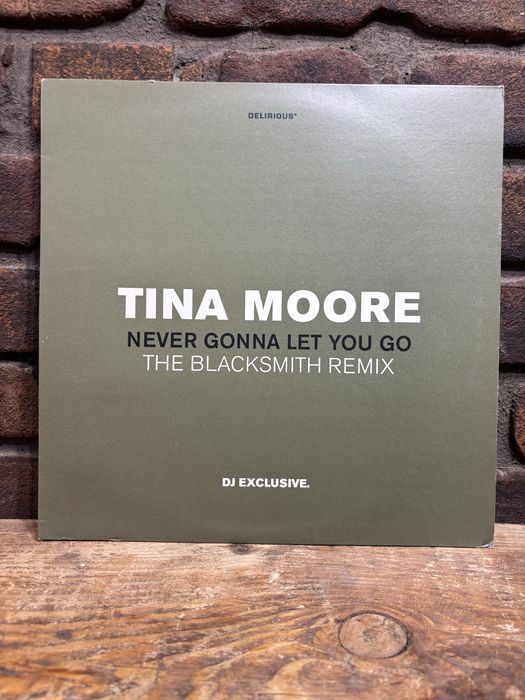 DELIRIOUS*
TINA MOORE
NEVER GONNA LET YOU GO
THE BLACKSMITH REMIX
DJ EXCLUSIVE.